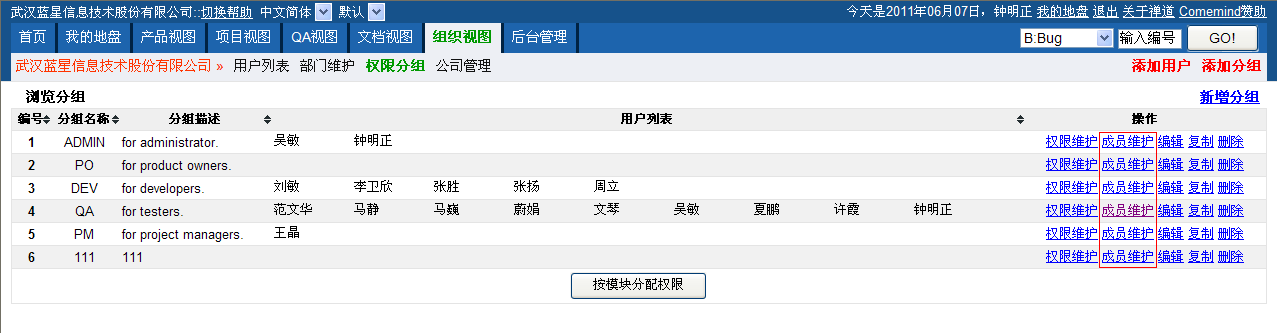 武汉蓝星信息技术股份有限公司::切换帮助 中文简体 默认 今天是2011年06月07日，钟明正 我的地盘 退出 关于禅道 Comemind赞助
首页 我的地盘 产品视图 项目视图 QA视图 文档视图 组织视图 后台管理 B:Bug 输入编号 GO!
武汉蓝星信息技术股份有限公司 » 用户列表 部门维护 权限分组 公司管理 添加用户 添加分组
浏览分组 新增分组
编号 分组名称 分组描述 用户列表 操作
1 ADMIN for administrator. 吴敏 钟明正 权限维护 成员维护 编辑 复制 删除
2 PO for product owners. 权限维护 成员维护 编辑 复制 删除
3 DEV for developers. 刘敏 李卫欣 张胜 张扬 周立 权限维护 成员维护 编辑 复制 删除
4 QA for testers. 范文华 马静 马巍 蔚娟 文琴 吴敏 夏鹏 许霞 钟明正 权限维护 成员维护 编辑 复制 删除
5 PM for project managers. 王晶 权限维护 成员维护 编辑 复制 删除
6 111 111 权限维护 成员维护 编辑 复制 删除
按模块分配权限